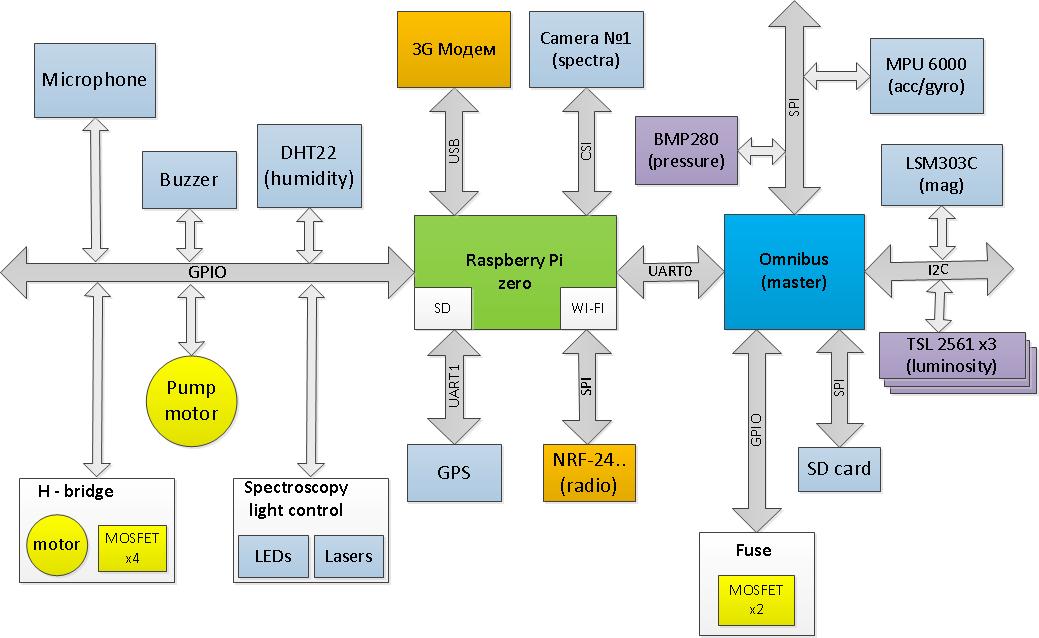 3G Модем
Camera №1
(spectra)
MPU 6000
(acc/gyro)
Microphone
SPI
USB
CSI
BMP280
(pressure)
DHT22
(humidity)
Buzzer
LSM303C
(mag)
GPIO
Raspberry Pi
zero
SD
WI-FI
UART0
Omnibus
(master)
I2C
TSL 2561 x3
(luminosity)
Pump
motor
UART1
SPI
GPIO
SPI
GPS
NRF-24..
(radio)
SD card
H - bridge
motor
MOSFET
x4
Spectroscopy
light control
LEDs
Lasers
Fuse
MOSFET
x2